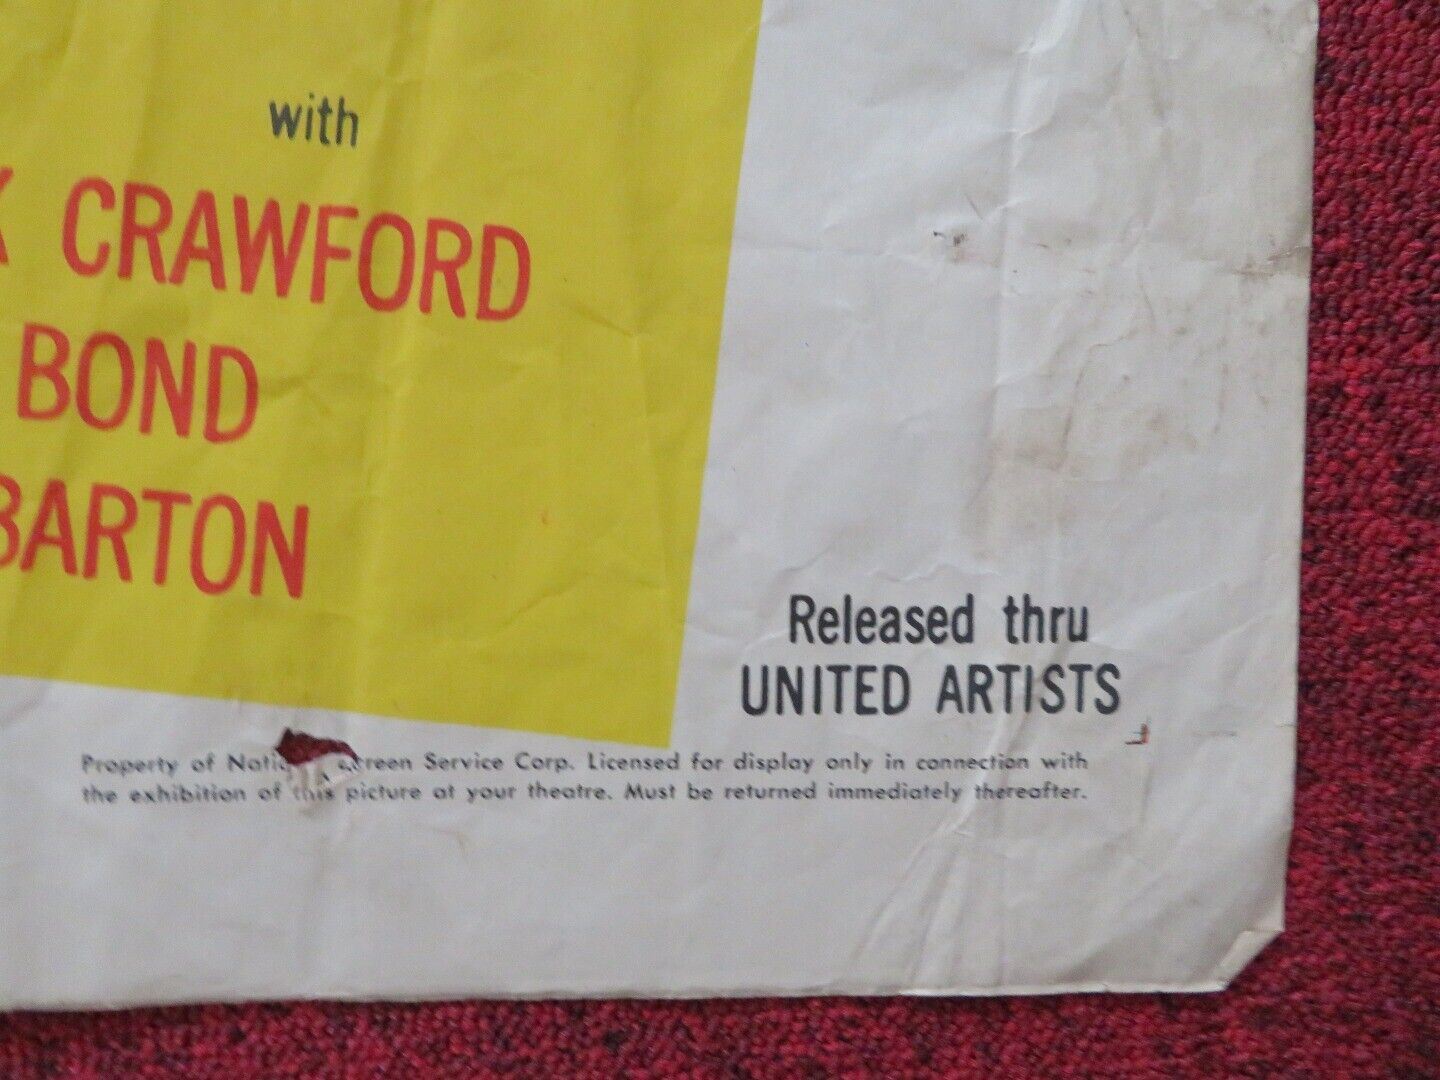 with
CRAWFORD
BOND
BARTON
Released thru
UNITED ARTISTS
Property of Screen Service Corp. Licensed for display only in connection with
the exhibition of this picture at your theatre. Must be returned immediately thereafter.